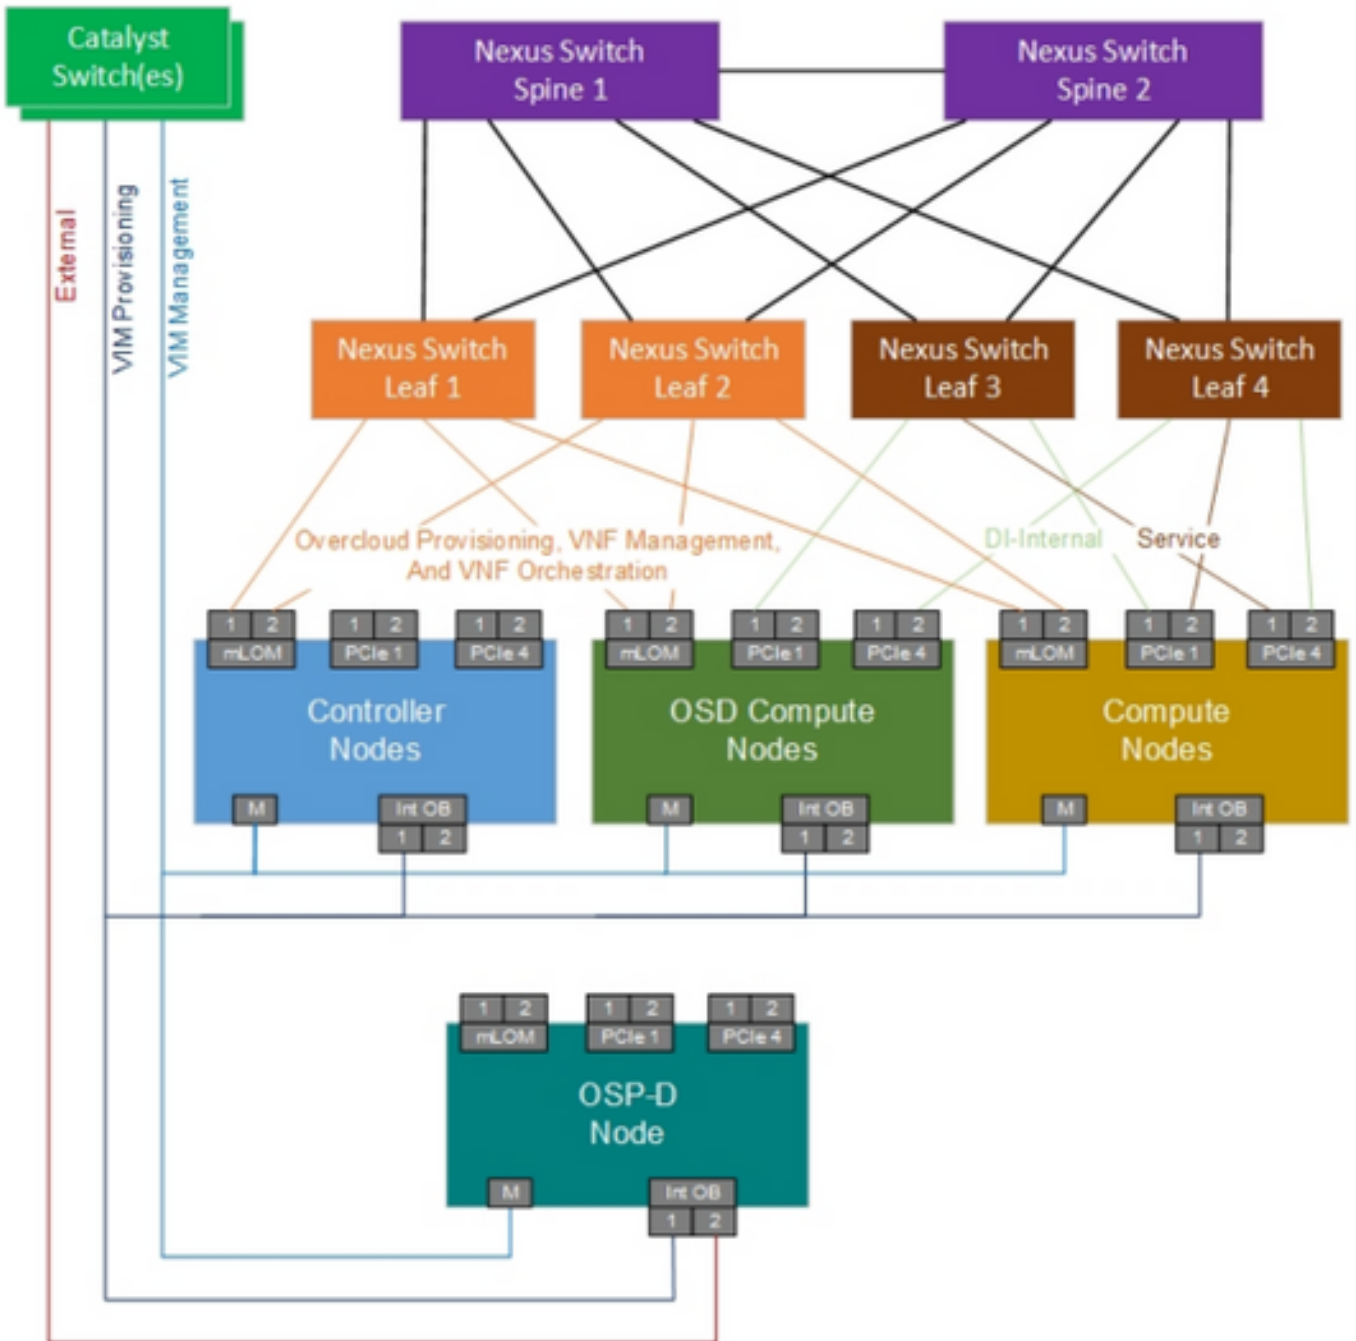 Catalyst
Switch(es)
Nexus Switch
Spine 1
Nexus Switch
Spine 2
External
VIM Provisioning
VIM Management
Nexus Switch
Leaf 1
Nexus Switch
Leaf 2
Nexus Switch
Leaf 3
Nexus Switch
Leaf 4
Overcloud Provisioning, VNF Management,
And VNF Orchestration
DI-Internal
Service
1 2
mLOM
1 2
PCIe 1
1 2
PCIe 4
Controller
Nodes
M
Int OB
1 2
1 2
mLOM
1 2
PCIe 1
1 2
PCIe 4
OSD Compute
Nodes
M
Int OB
1 2
1 2
mLOM
1 2
PCIe 1
1 2
PCIe 4
Compute
Nodes
M
Int OB
1 2
1 2
mLOM
1 2
PCIe 1
1 2
PCIe 4
OSP-D
Node
M
Int OB
1 2